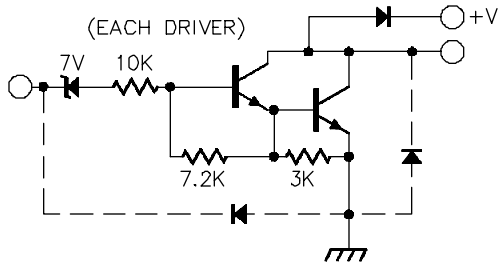 (EACH DRIVER)
+V
7V
10K
7.2K
3K